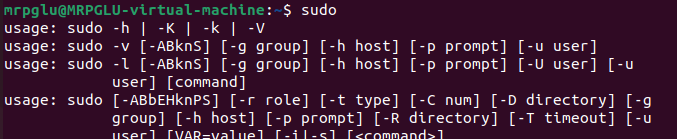 mrpglu@MRPGLU-virtual-machine:~$ sudo
usage: sudo -h | -K | -k | -V
usage: sudo -v [-ABknS] [-g group] [-h host] [-p prompt] [-u user]
usage: sudo -l [-ABknS] [-g group] [-h host] [-p prompt] [-U user] [-u
user] [command]
usage: sudo [-ABbEHknPS] [-r role] [-t type] [-C num] [-D directory] [-g
group] [-h host] [-p prompt] [-R directory] [-T timeout] [-u
user] [VAR=value] [-i|-s] [<command>]